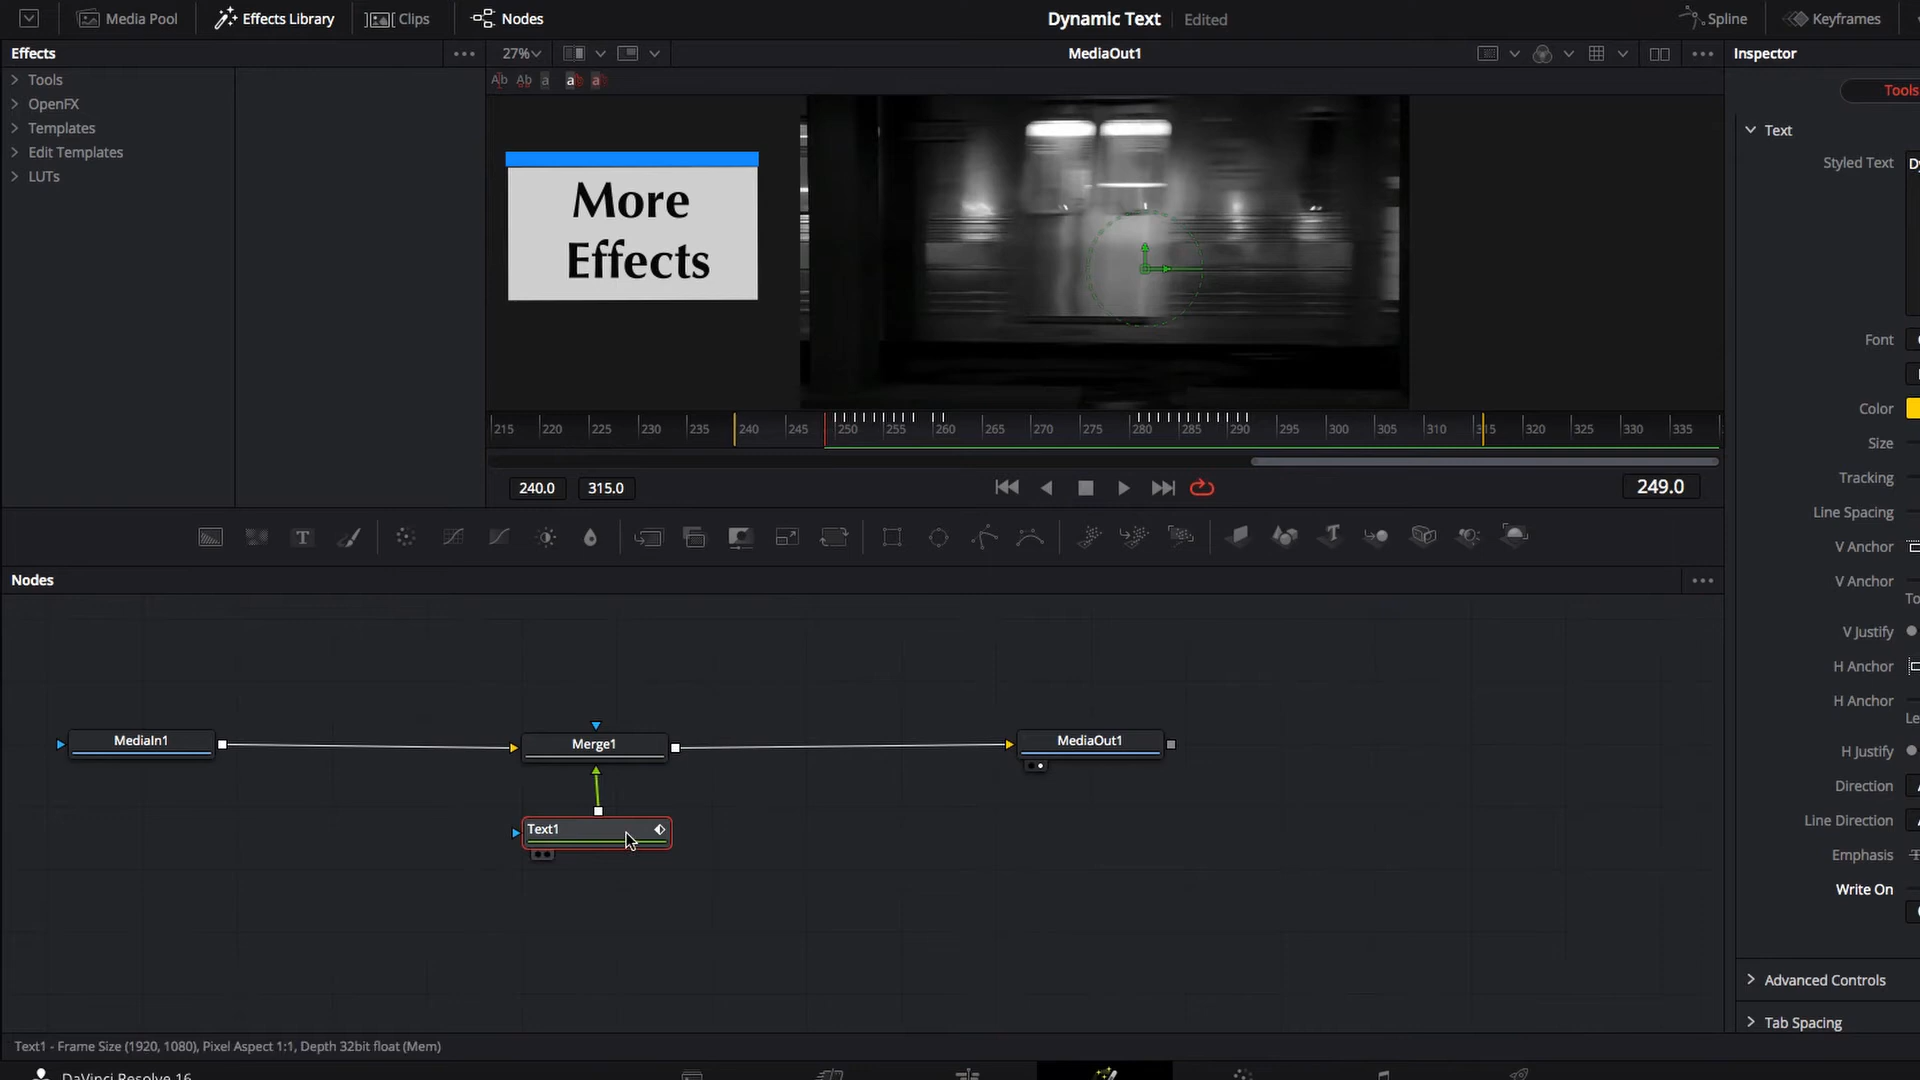 Media Pool Effects Library Clips Nodes Dynamic Text Edited Spline Keyframes
Effects 27% MediaOut1 Inspector
Tools
OpenFX
Templates
Edit Templates
LUTs
More
Effects
Tools
Text
Styled Text Dy
Font
Color
Size
Tracking
Line Spacing
V Anchor
V Anchor
To
V Justify
H Anchor
H Anchor
Le
H Justify
Direction
Line Direction
Emphasis
Write On
Advanced Controls
Tab Spacing
215 220 225 230 235 240 245 250 255 260 265 270 275 280 285 290 295 300 305 310 315 320 325 330 335
240.0 315.0 249.0
Nodes
MediaIn1 Merge1 MediaOut1
Text1
Text1 - Frame Size (1920, 1080), Pixel Aspect 1:1, Depth 32bit float (Mem)
DaVinci Resolve 16